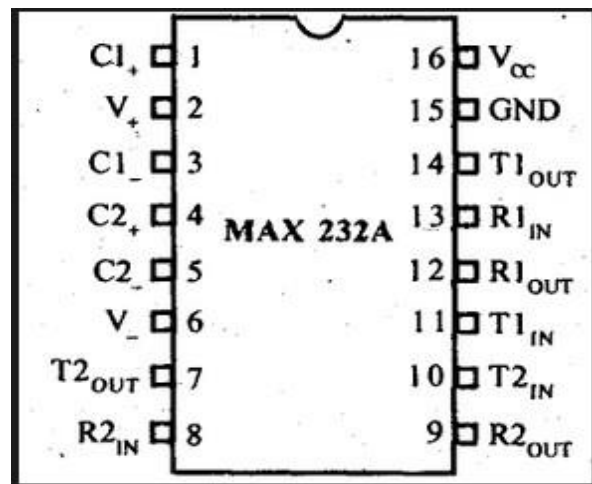 C1+ 1 16 VCC
V+ 2 15 GND
C1- 3 14 T1OUT
C2+ 4 MAX 232A 13 R1IN
C2- 5 12 R1OUT
V- 6 11 T1IN
T2OUT 7 10 T2IN
R2IN 8 9 R2OUT